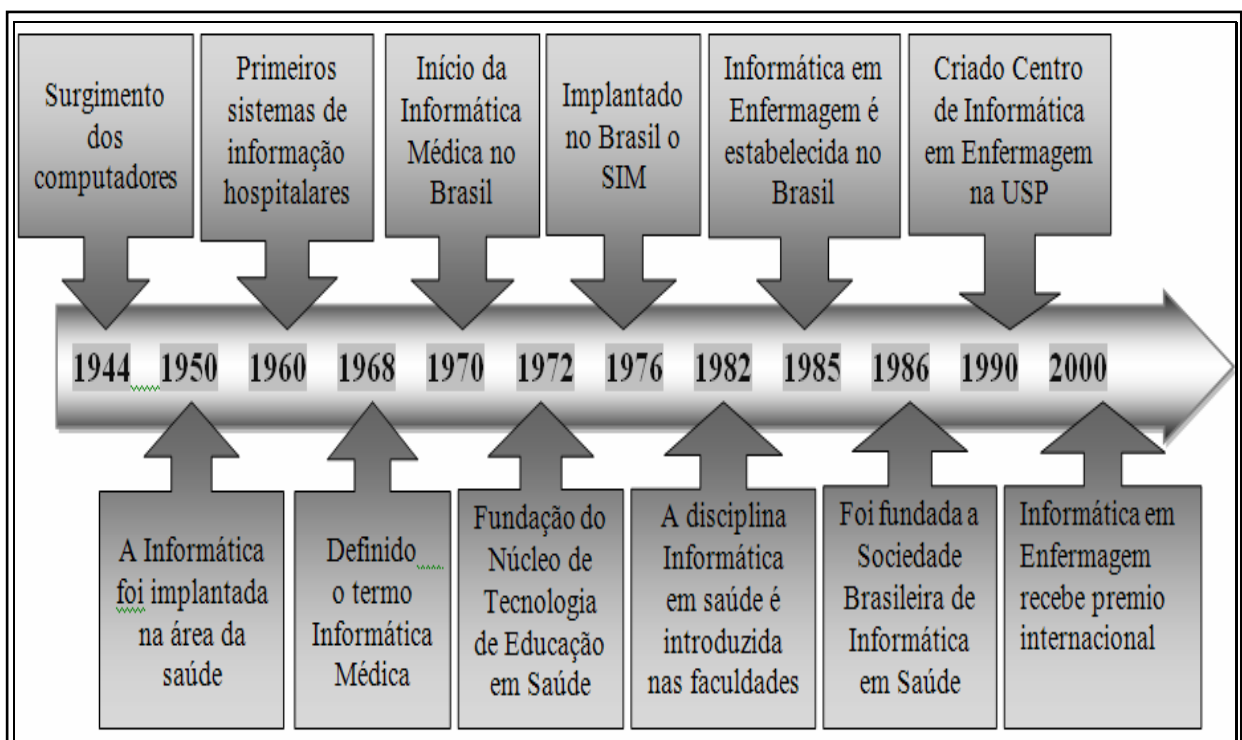 Surgimento
dos
computadores
Primeiros
sistemas de
informação
hospitalares
Início da
Informática
Médica no
Brasil
Implantado
no Brasil o
SIM
Informática em
Enfermagem é
estabelecida no
Brasil
Criado Centro
de Informática
em Enfermagem
na USP
1944 1950 1960 1968 1970 1972 1976 1982 1985 1986 1990 2000
A Informática
foi implantada
na área da
saúde
Definido
o termo
Informática
Médica
Fundação do
Núcleo de
Tecnologia
de Educação
em Saúde
A disciplina
Informática
em saúde é
introduzida
nas faculdades
Foi fundada a
Sociedade
Brasileira de
Informática
em Saúde
Informática em
Enfermagem
recebe premio
internacional